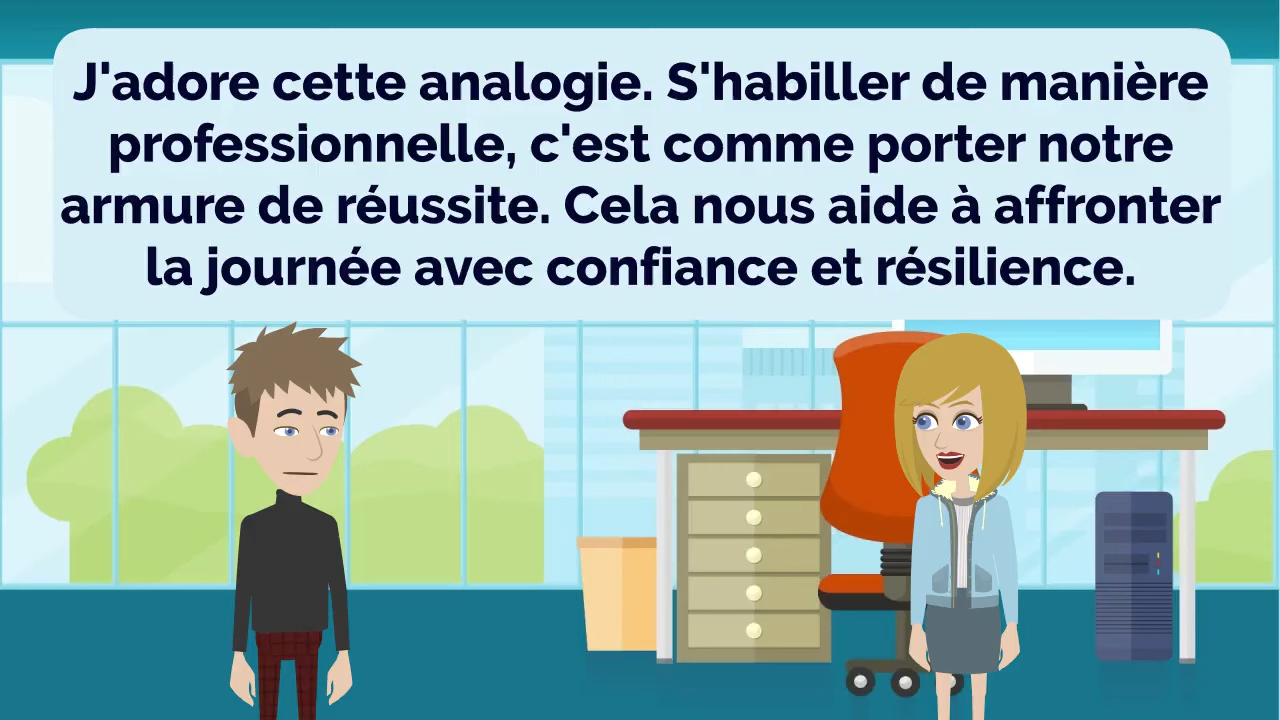 J'adore cette analogie. S'habiller de manière
professionnelle, c'est comme porter notre
armure de réussite. Cela nous aide à affronter
la journée avec confiance et résilience.